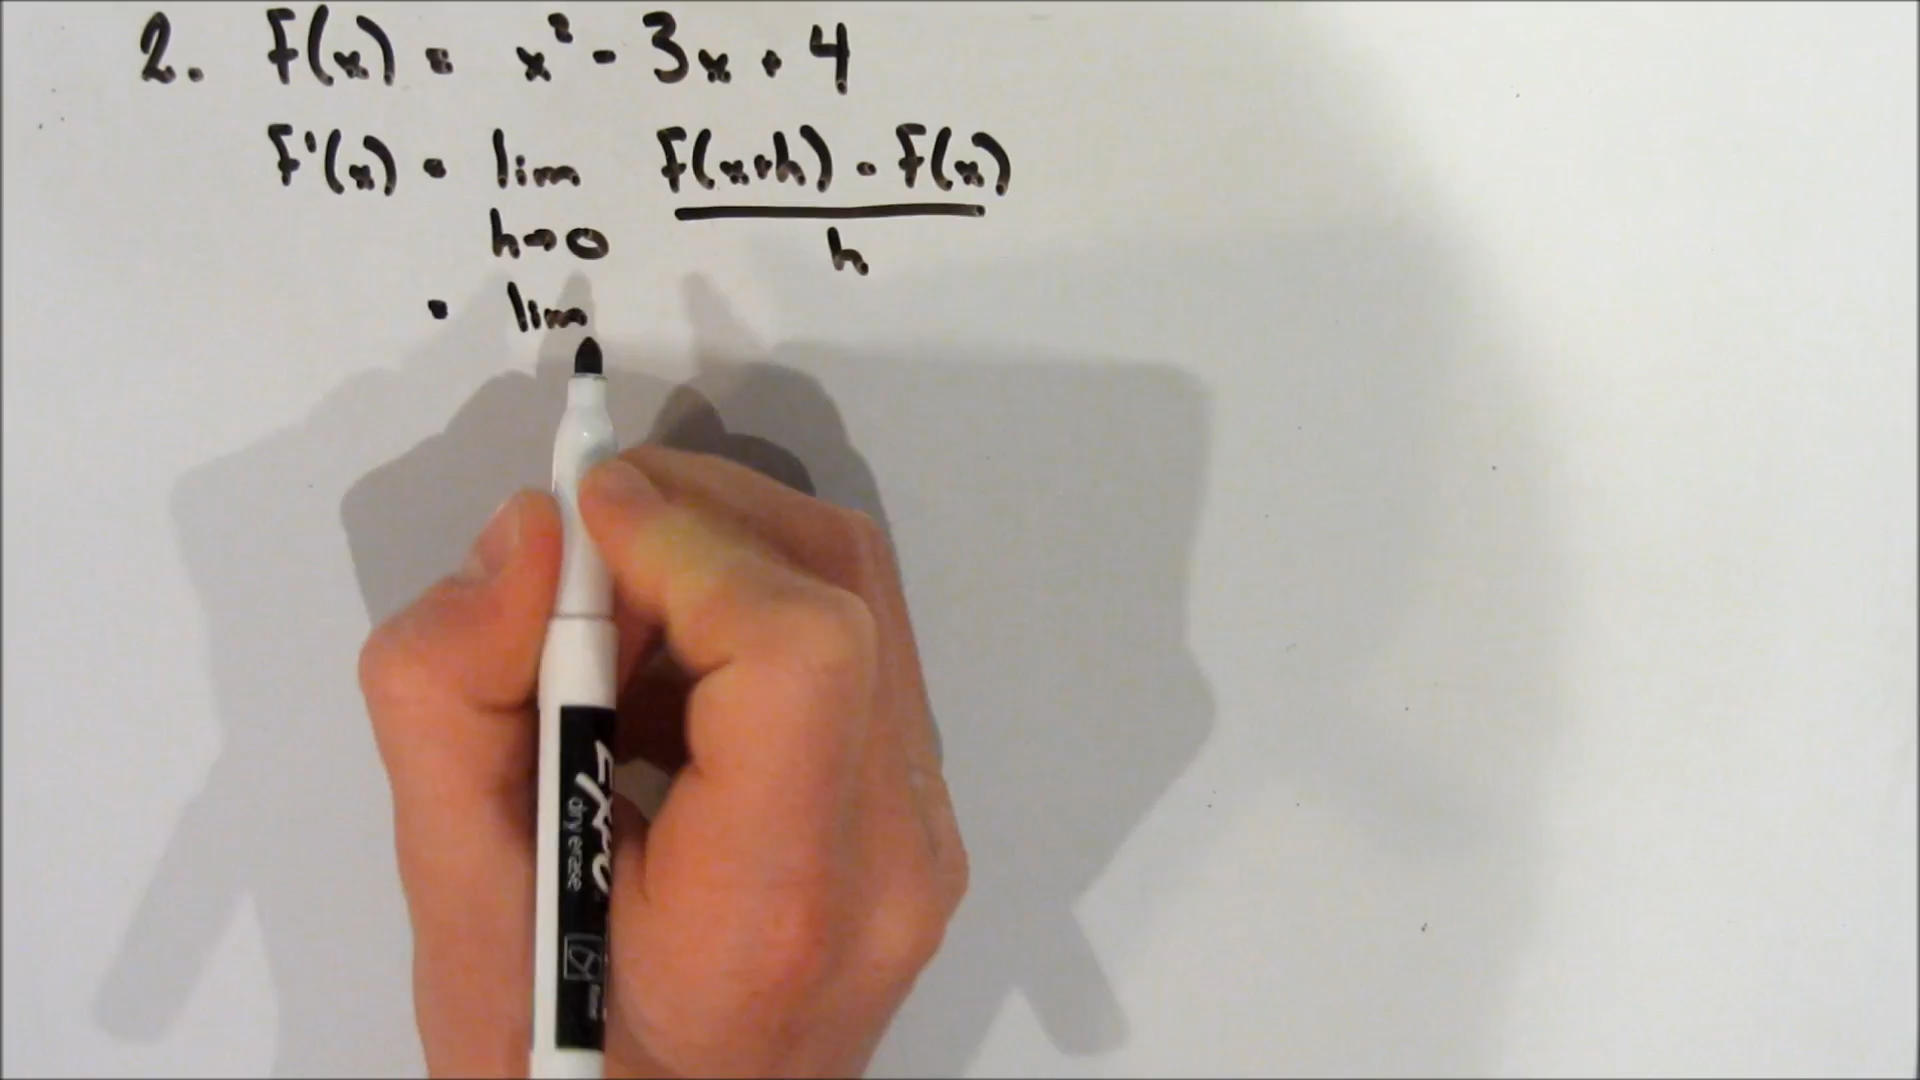 2. F(x) = x² - 3x + 4
F'(x) = lim F(x+h) - F(x)
h→0 h
= lim
EXPO
dry erase